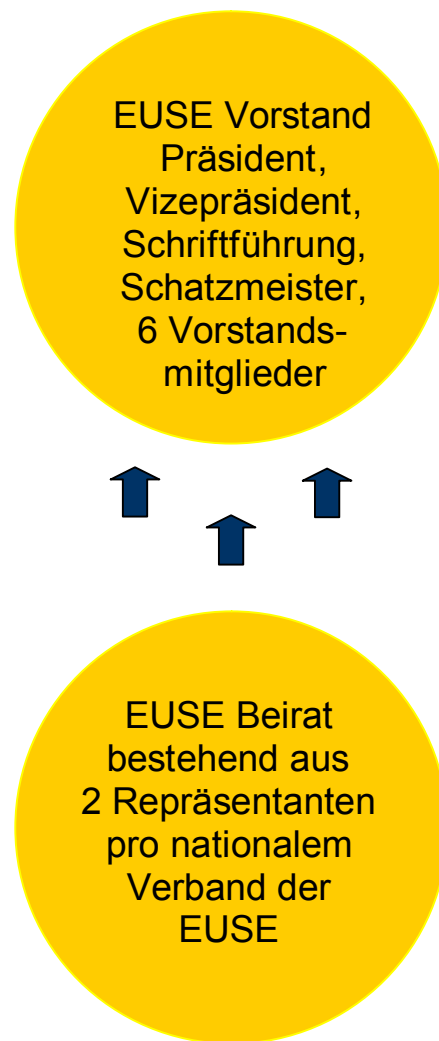 EUSE Vorstand
Präsident,
Vizepräsident,
Schriftführung,
Schatzmeister,
6 Vorstands-
mitglieder
EUSE Beirat
bestehend aus
2 Repräsentanten
pro nationalem
Verband der
EUSE